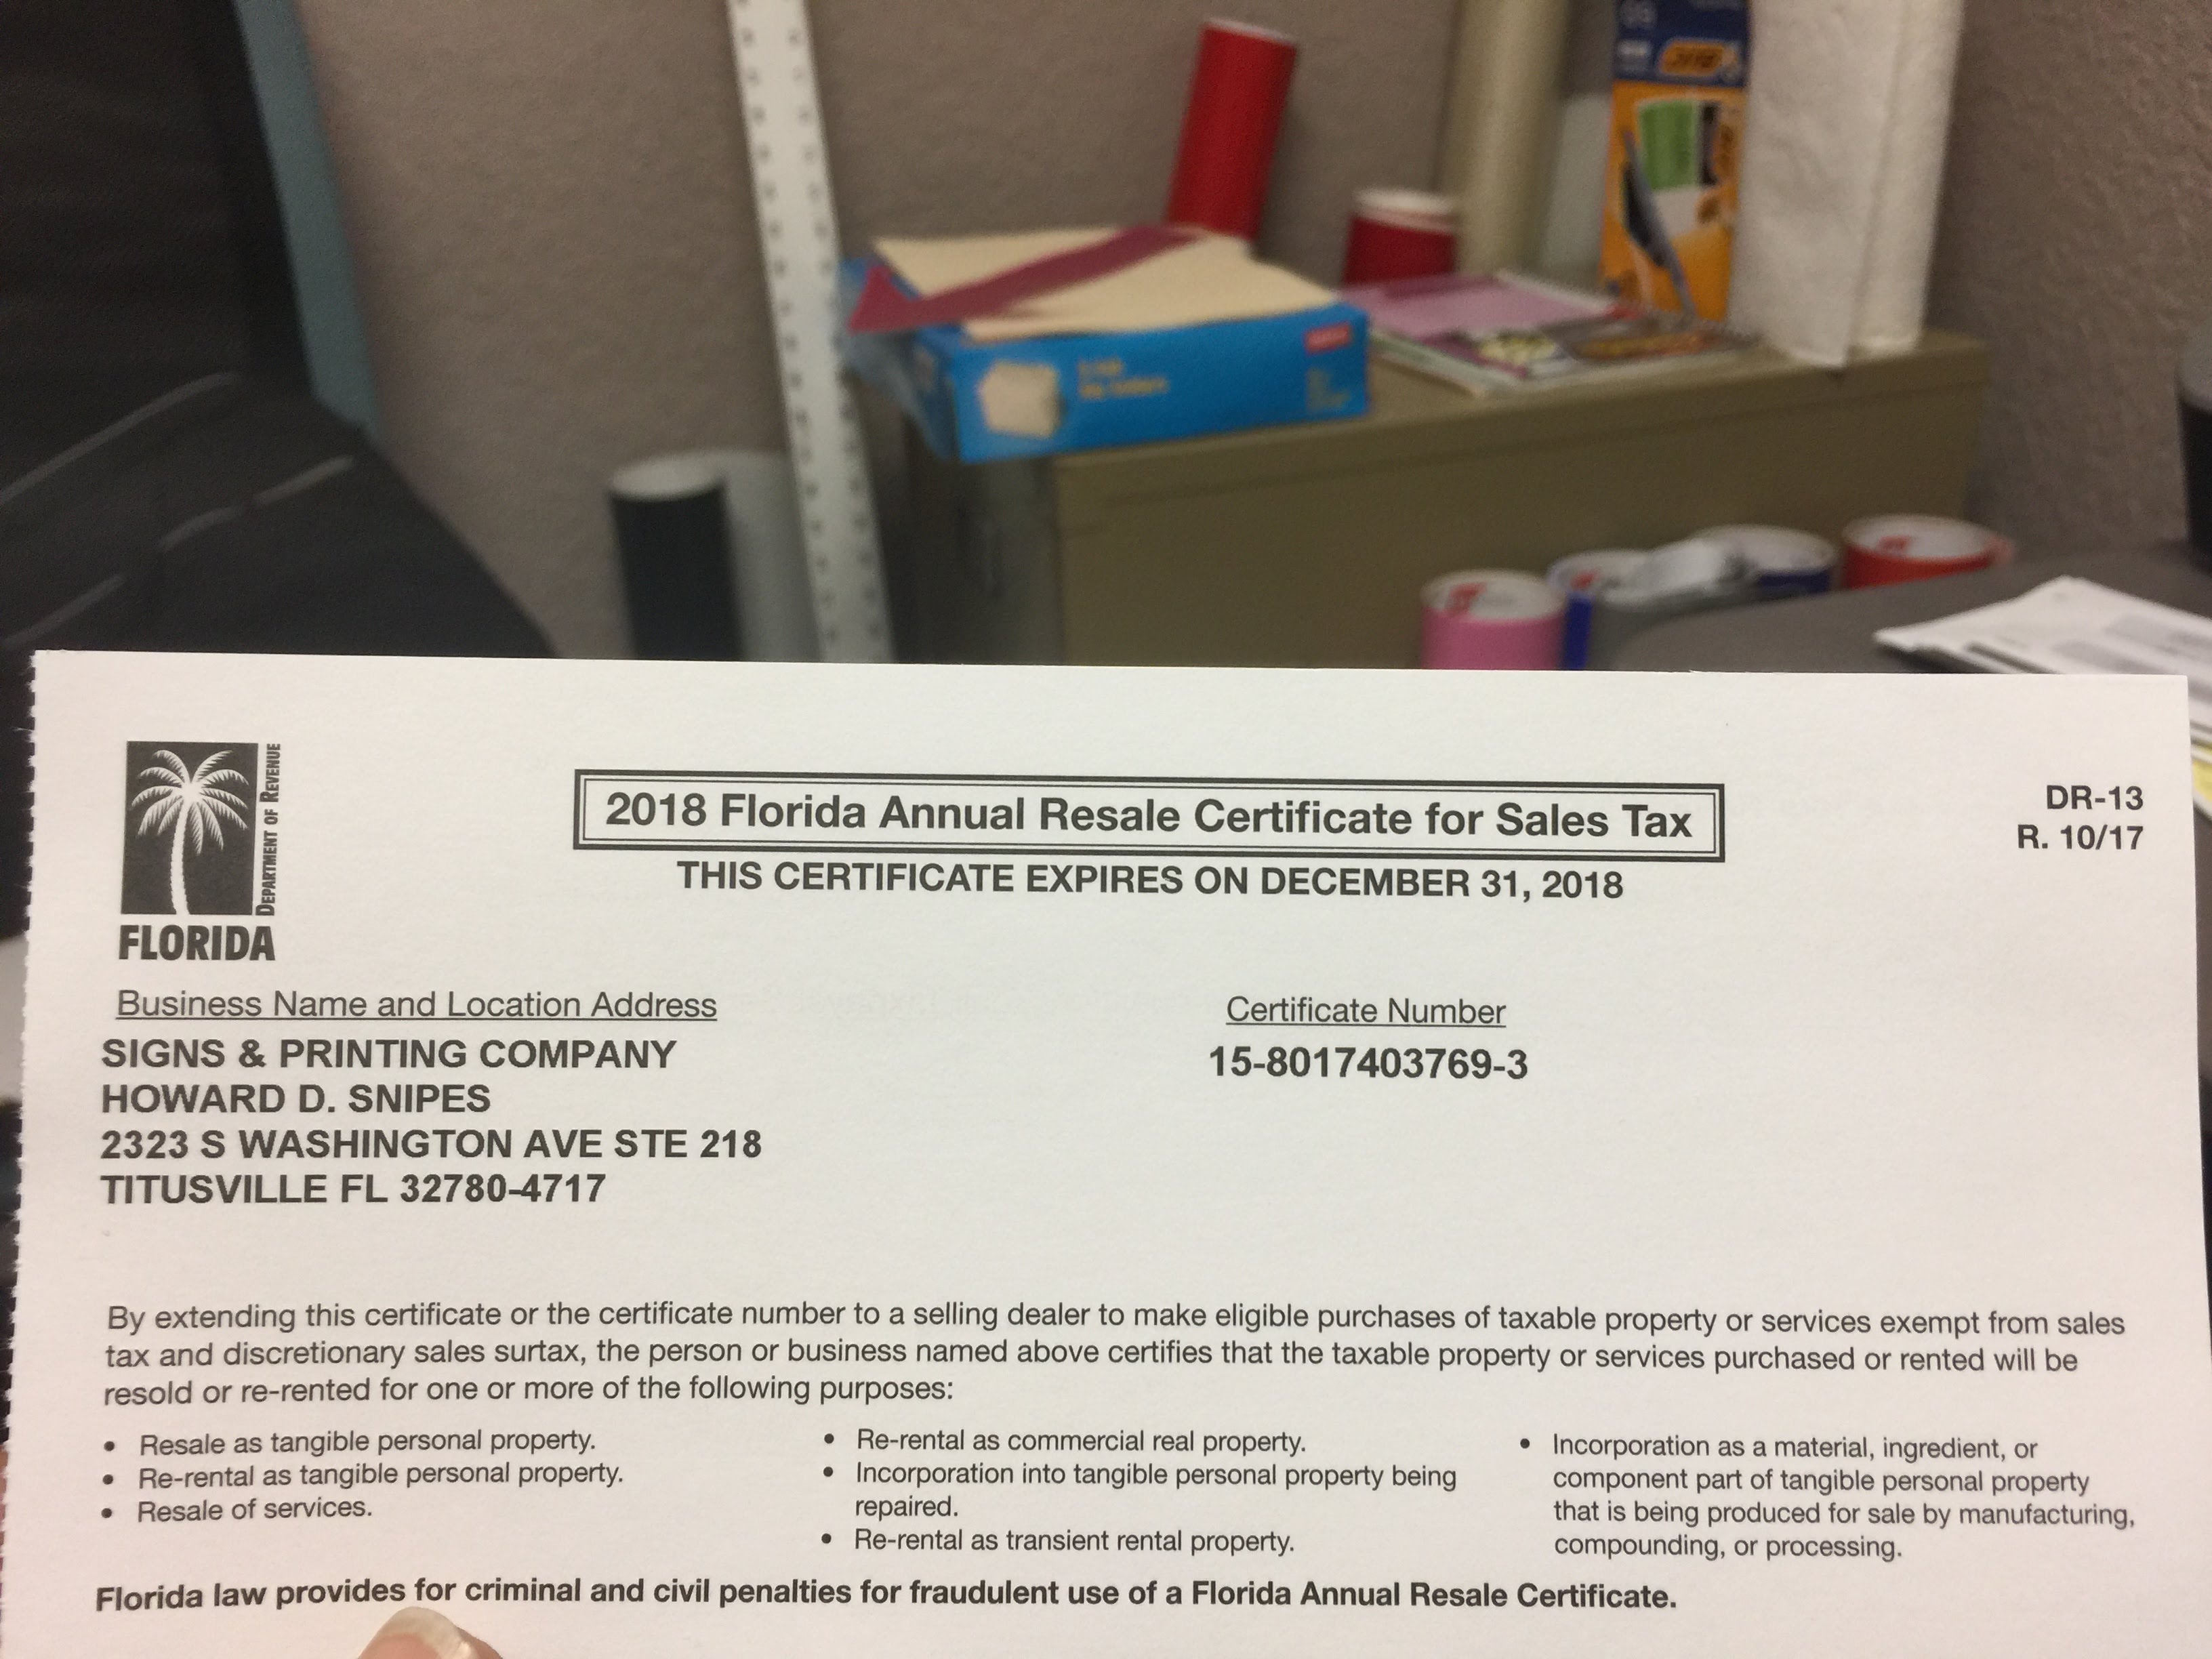 BIC
DEPARTMENT OF REVENUE
FLORIDA
2018 Florida Annual Resale Certificate for Sales Tax
THIS CERTIFICATE EXPIRES ON DECEMBER 31, 2018
DR-13
R. 10/17
Business Name and Location Address
SIGNS & PRINTING COMPANY
HOWARD D. SNIPES
2323 S WASHINGTON AVE STE 218
TITUSVILLE FL 32780-4717
Certificate Number
15-8017403769-3
By extending this certificate or the certificate number to a selling dealer to make eligible purchases of taxable property or services exempt from sales
tax and discretionary sales surtax, the person or business named above certifies that the taxable property or services purchased or rented will be
resold or re-rented for one or more of the following purposes:
• Resale as tangible personal property.
• Re-rental as tangible personal property.
• Resale of services.
• Re-rental as commercial real property.
• Incorporation into tangible personal property being
repaired.
• Re-rental as transient rental property.
• Incorporation as a material, ingredient, or
component part of tangible personal property
that is being produced for sale by manufacturing,
compounding, or processing.
Florida law provides for criminal and civil penalties for fraudulent use of a Florida Annual Resale Certificate.